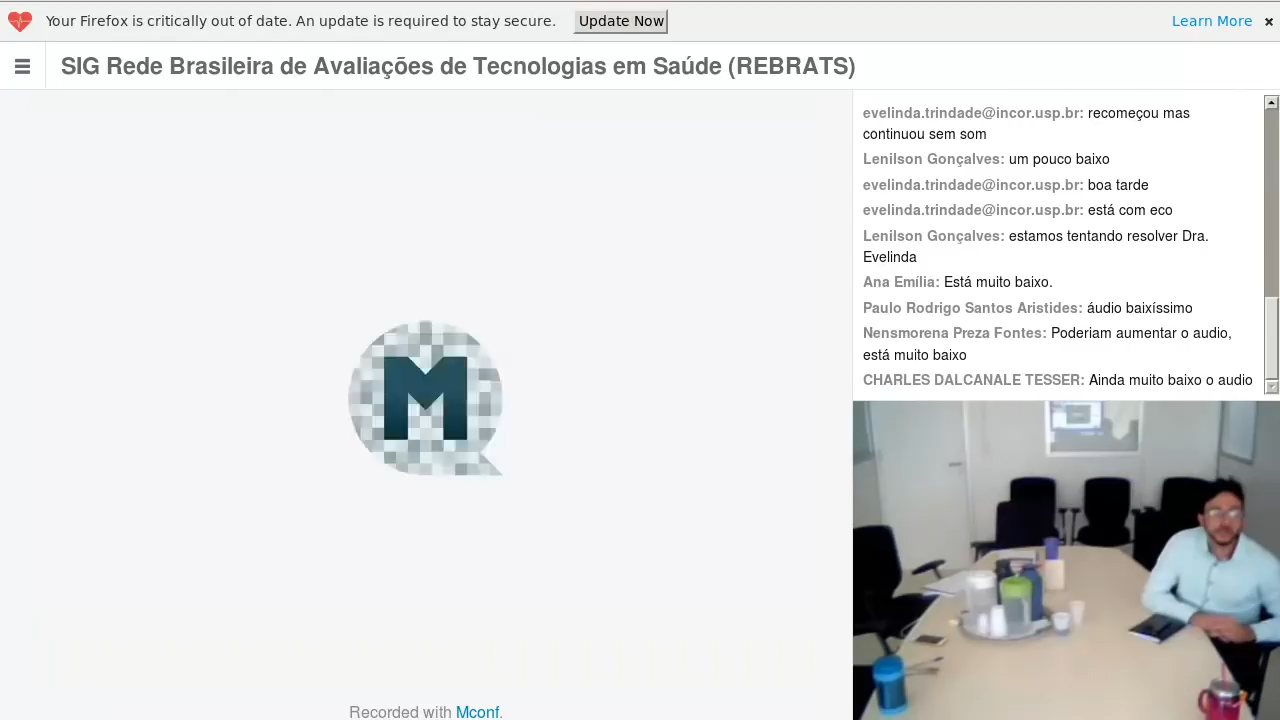 Your Firefox is critically out of date. An update is required to stay secure.
Update Now
Learn More
×
SIG Rede Brasileira de Avaliações de Tecnologias em Saúde (REBRATS)
evelinda.trindade@incor.usp.br: recomeçou mas
continuou sem som
Lenilson Gonçalves: um pouco baixo
evelinda.trindade@incor.usp.br: boa tarde
evelinda.trindade@incor.usp.br: está com eco
Lenilson Gonçalves: estamos tentando resolver Dra.
Evelinda
Ana Emília: Está muito baixo.
Paulo Rodrigo Santos Aristides: áudio baixíssimo
Nensmorena Preza Fontes: Poderiam aumentar o audio,
está muito baixo
CHARLES DALCANALE TESSER: Ainda muito baixo o audio
M
Recorded with Mconf.